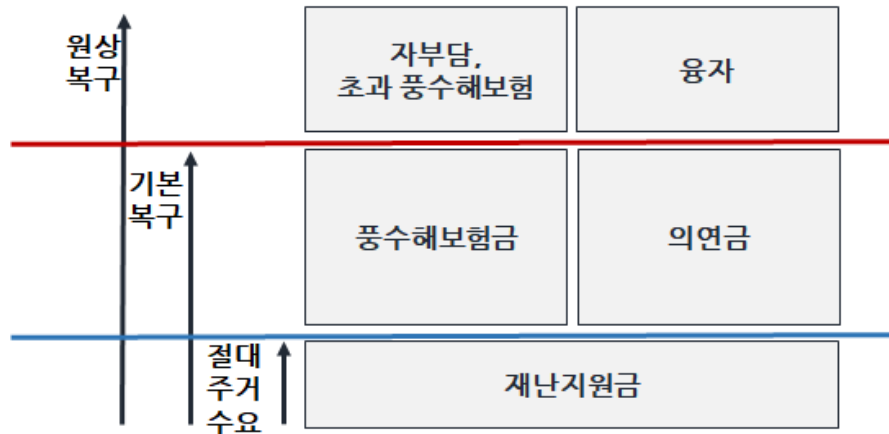 원상
복구
자부담,
초과 풍수해보험
융자
기본
복구
풍수해보험금
의연금
절대
주거
수요
재난지원금